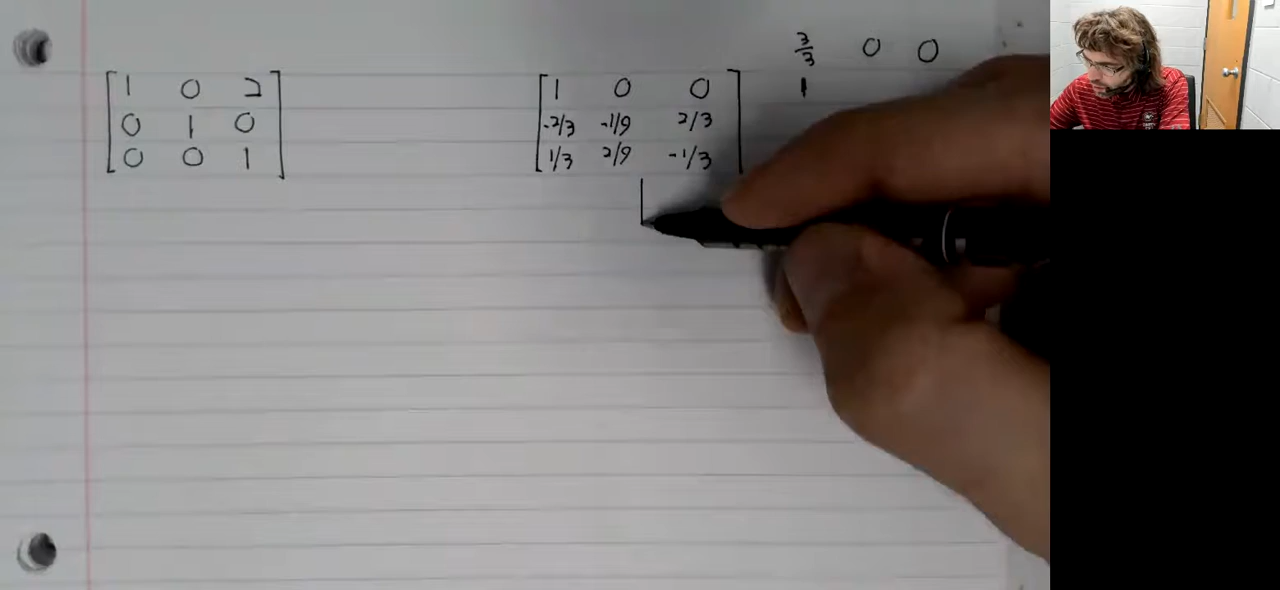 3/3 0 0
1 0 2 1 0 0 1
0 1 0 -2/3 -1/9 2/3
0 0 1 1/3 2/9 -1/3